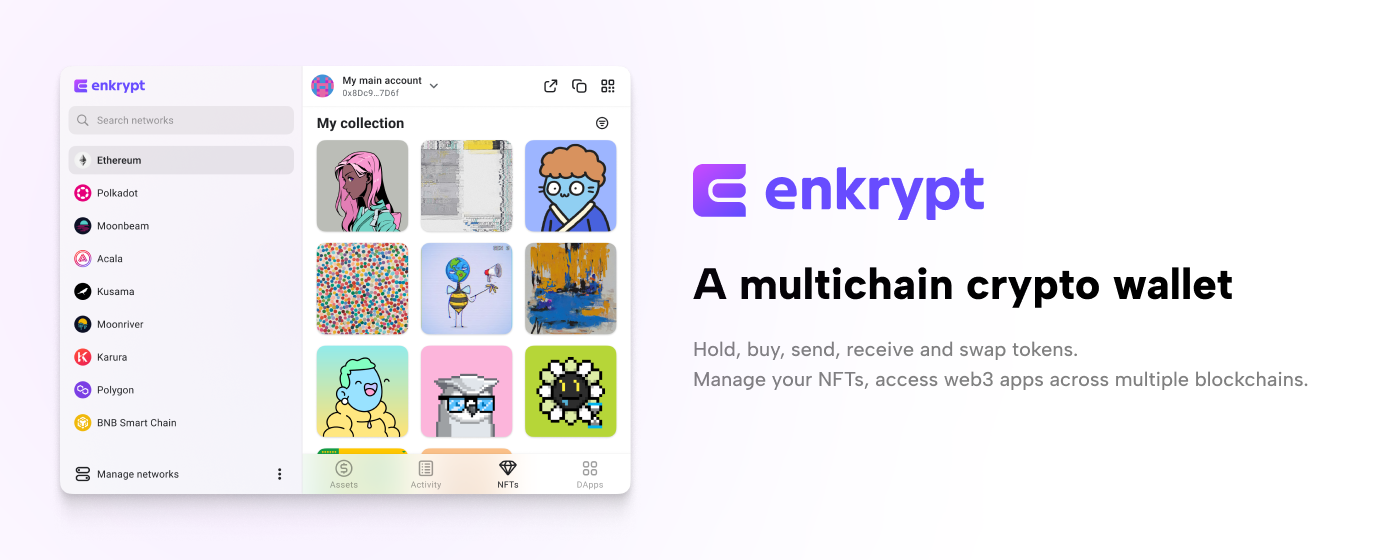 enkrypt
Search networks
Ethereum
Polkadot
Moonbeam
Acala
Kusama
Moonriver
Karura
Polygon
BNB Smart Chain
Manage networks
My main account
0x8Dc9...7D6f
My collection
Assets
Activity
NFTs
DApps
enkrypt
A multichain crypto wallet
Hold, buy, send, receive and swap tokens.
Manage your NFTs, access web3 apps across multiple blockchains.